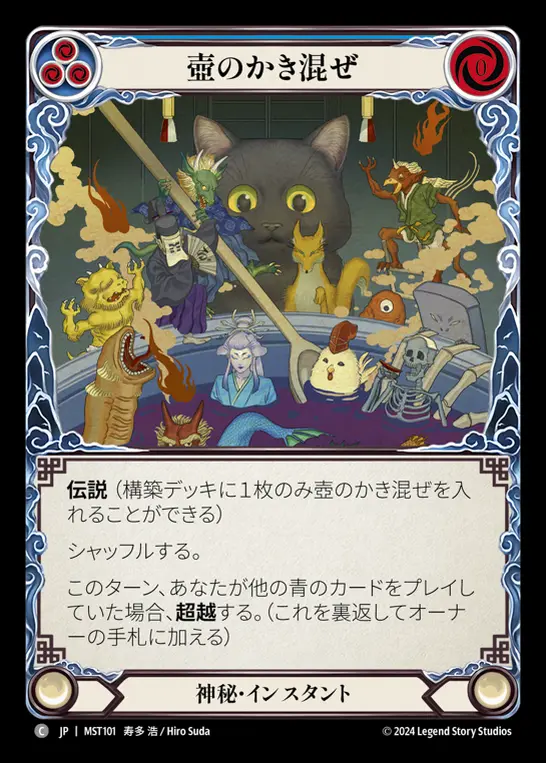 0
壺のかき混ぜ
伝説 (構築デッキに1枚のみ壺のかき混ぜを入
れることができる)
シャッフルする。
このターン、あなたが他の青のカードをプレイし
ていた場合、超越する。(これを裏返してオーナ
ーの手札に加える)
神秘・インスタント
C JP | MST101 寿多 浩 / Hiro Suda
© 2024 Legend Story Studios